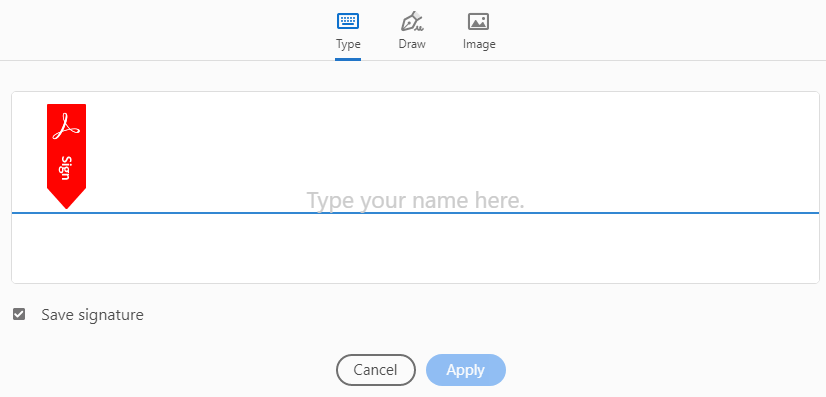 Type Draw Image
Sign
Type your name here.
Save signature
Cancel Apply